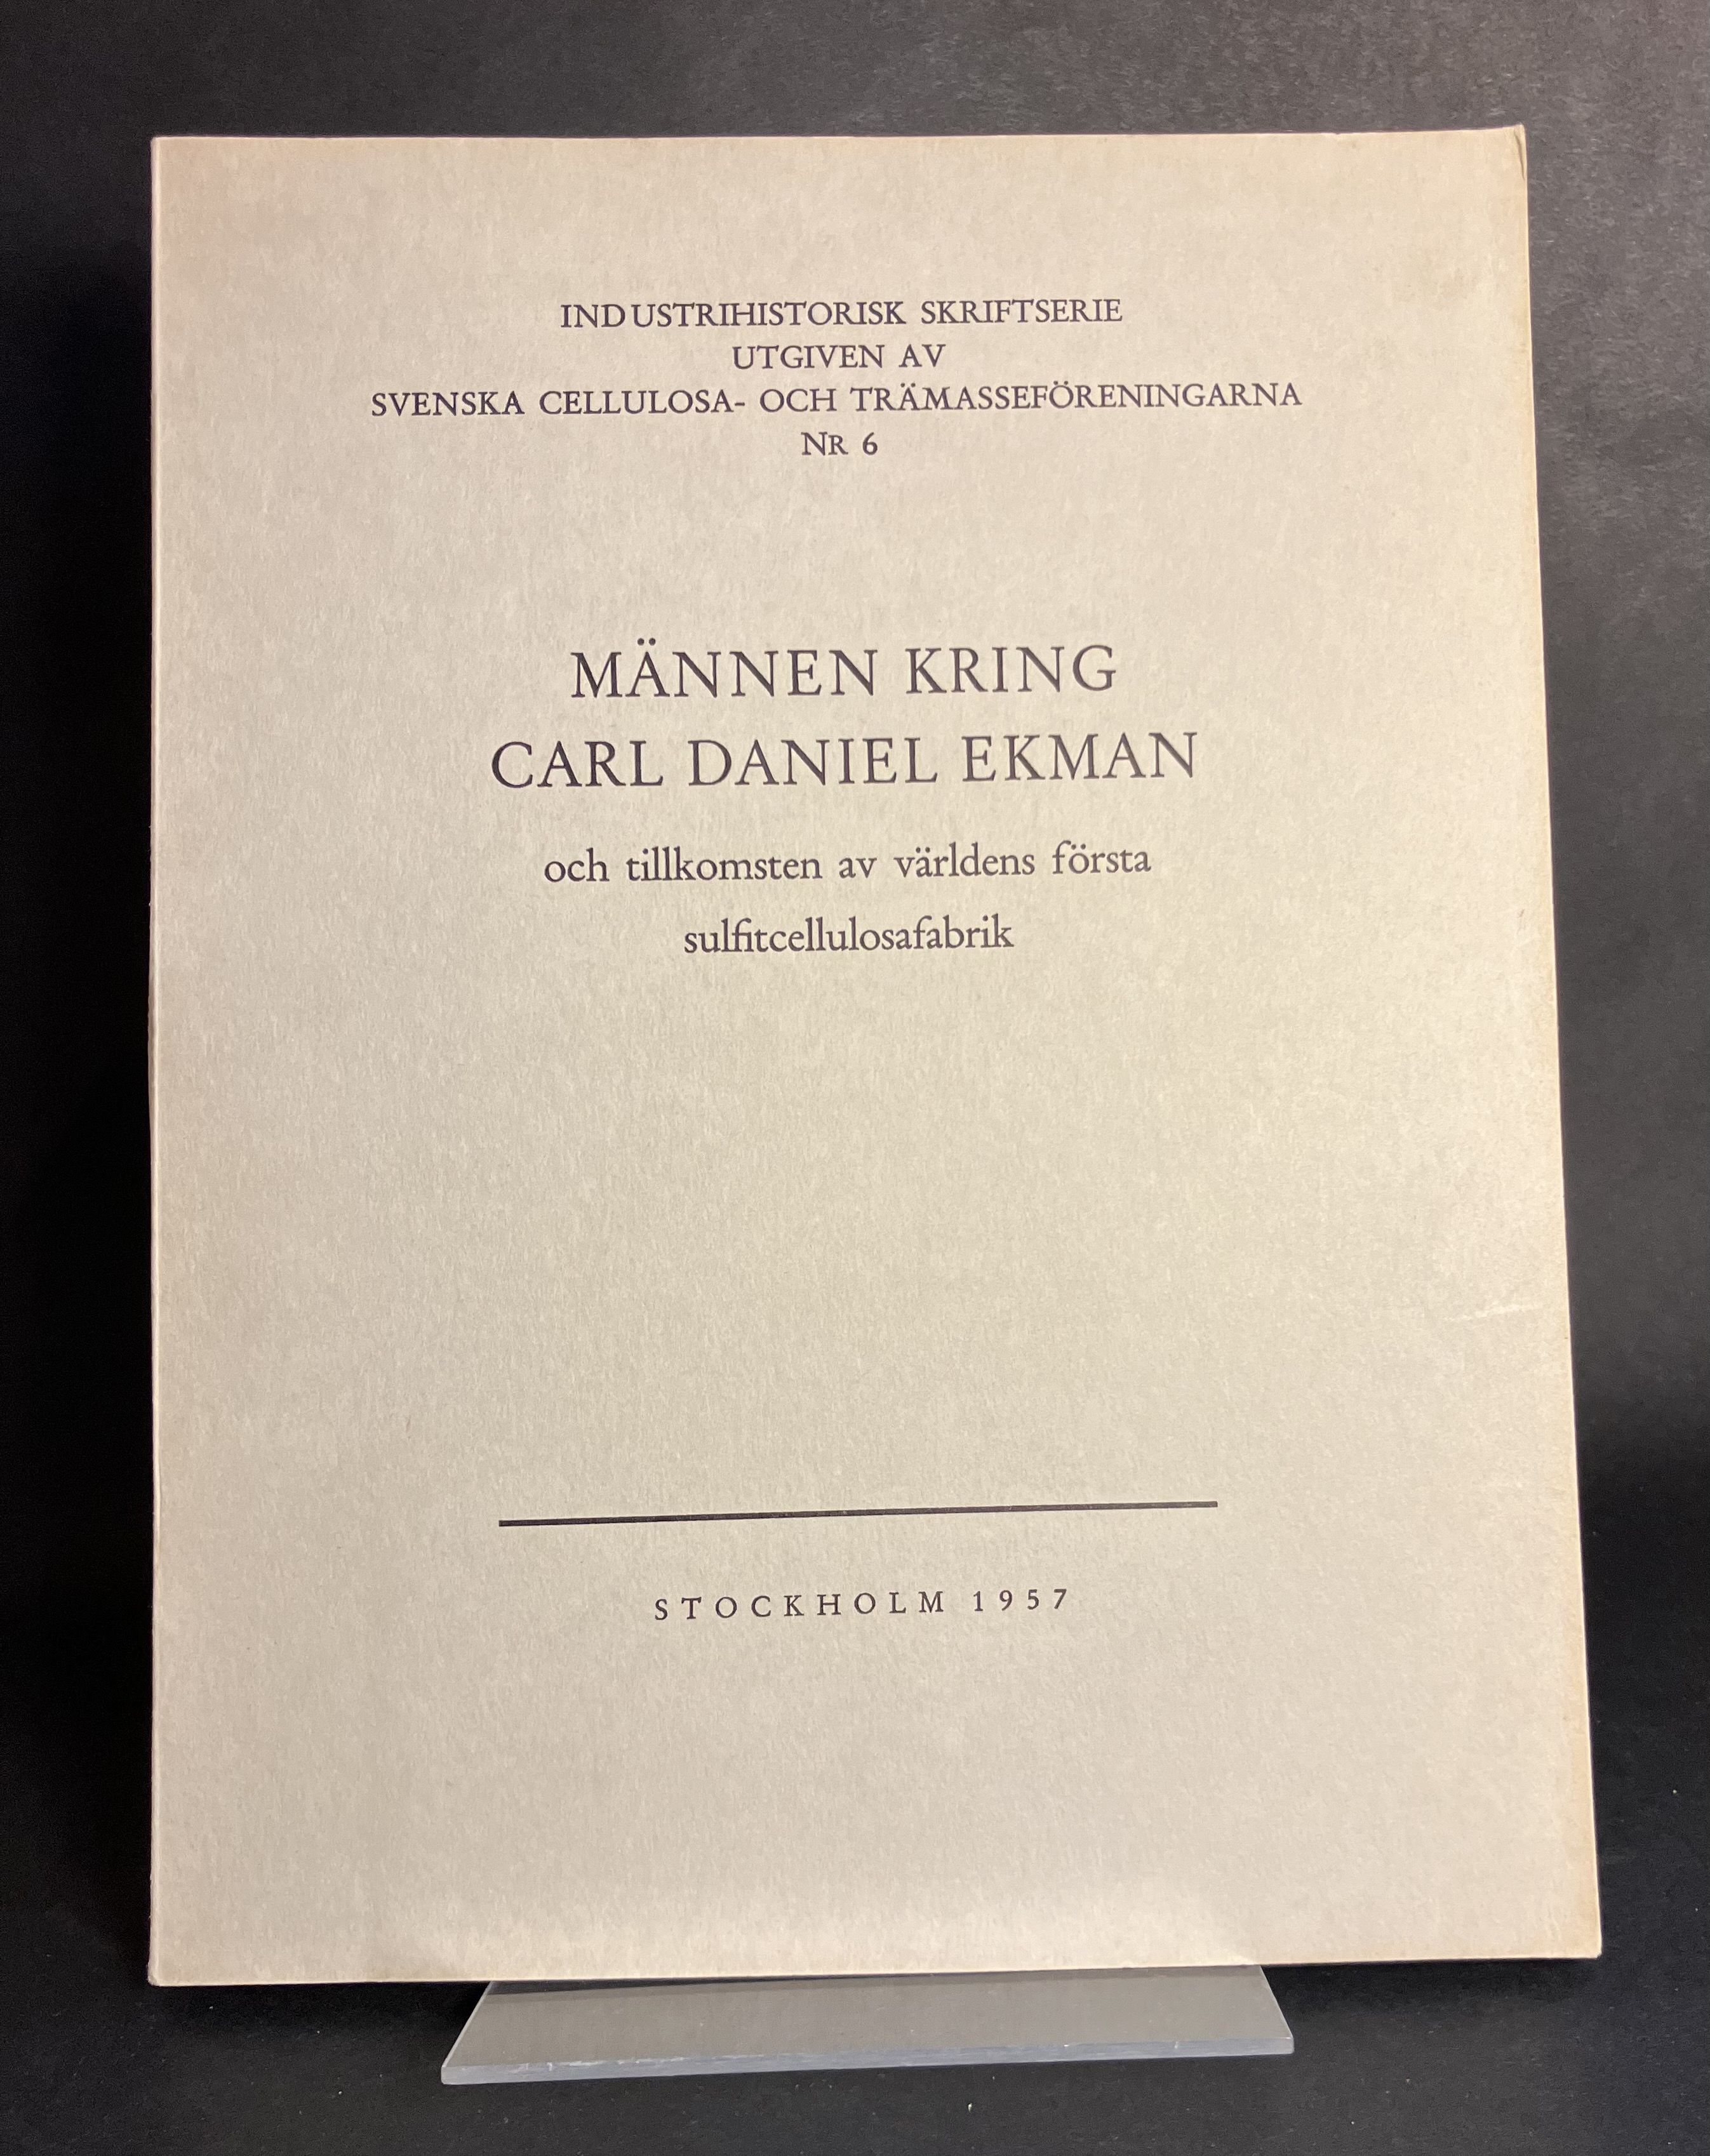 INDUSTRIHISTORISK SKRIFTSERIE
UTGIVEN AV
SVENSKA CELLULOSA- OCH TRÄMASSEFÖRENINGARNA
NR 6
MÄNNEN KRING
CARL DANIEL EKMAN
och tillkomsten av världens första
sulfitcellulosafabrik
STOCKHOLM 1957